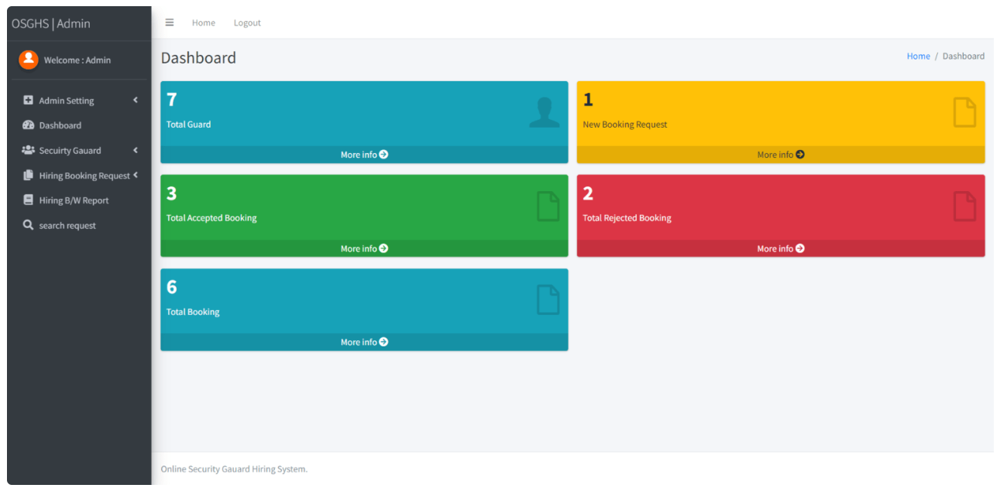 OSGHS | Admin
Home Logout
Welcome : Admin
Dashboard
Home / Dashboard
Admin Setting
Dashboard
Secuirty Gauard
Hiring Booking Request
Hiring B/W Report
search request
7
Total Guard
More info
1
New Booking Request
More info
3
Total Accepted Booking
More info
2
Total Rejected Booking
More info
6
Total Booking
More info
Online Security Gauard Hiring System.